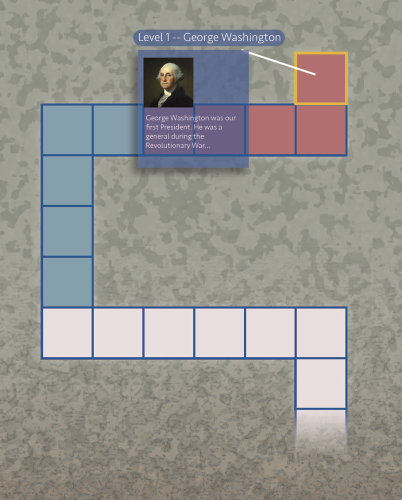 Level 1 -- George Washington
George Washington was our
first President. He was a
general during the
Revolutionary War...